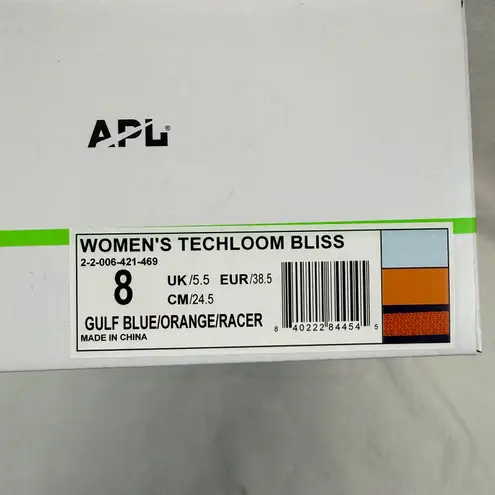 APL®
WOMEN'S TECHLOOM BLISS
2-2-006-421-469
8
UK/5.5 EUR/38.5
CM/24.5
GULF BLUE/ORANGE/RACER
MADE IN CHINA
8 40222 84454 5